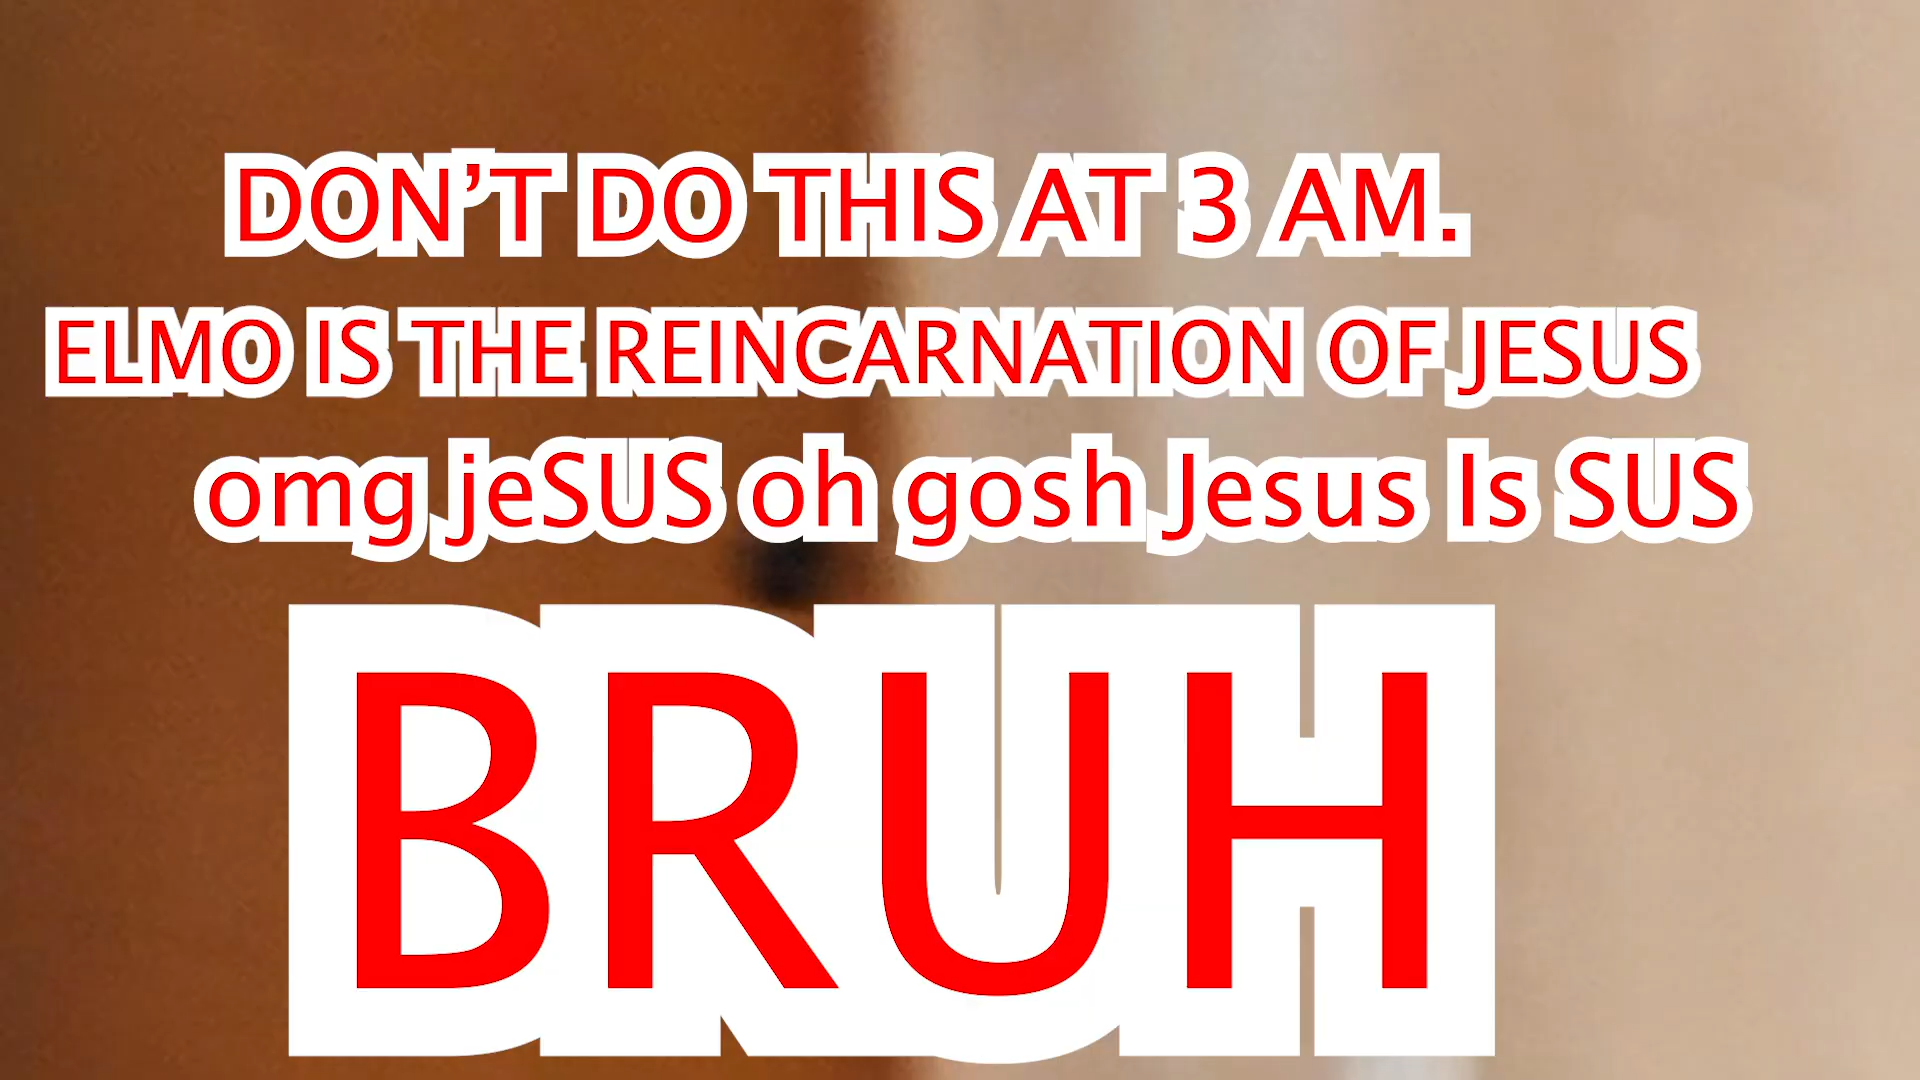 DON’T DO THIS AT 3 AM.
ELMO IS THE REINCARNATION OF JESUS
omg jeSUS oh gosh Jesus Is SUS
BRUH